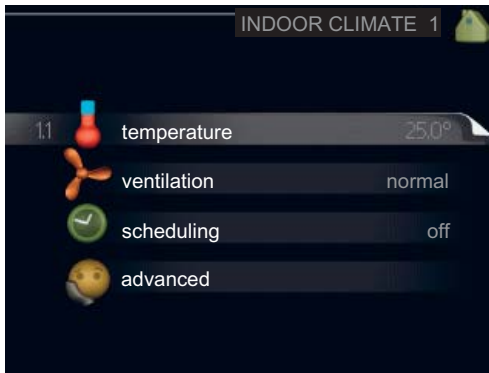 INDOOR CLIMATE 1
1.1 temperature 25.0°
ventilation normal
scheduling off
advanced